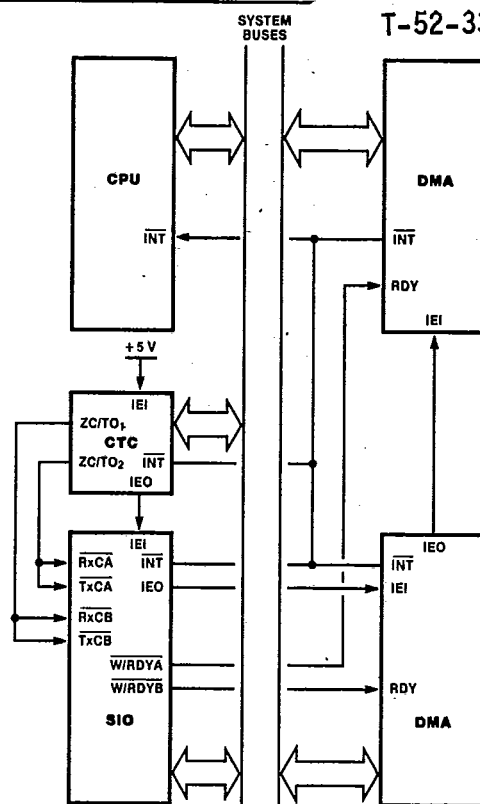 SYSTEM
BUSES
T-52-33
CPU
INT
DMA
INT
RDY
IEI
+5 V
IEI
ZC/TO1
CTC
ZC/TO2
INT
IEO
IEI
RxCA
INT
TxCA
IEO
RxCB
TxCB
W/RDYA
W/RDYB
SIO
IEO
INT
IEI
RDY
DMA